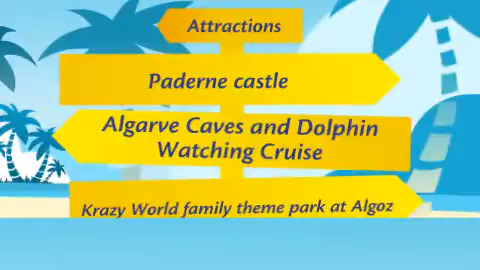 Attractions
Paderne castle
Algarve Caves and Dolphin
Watching Cruise
Krazy World family theme park at Algoz